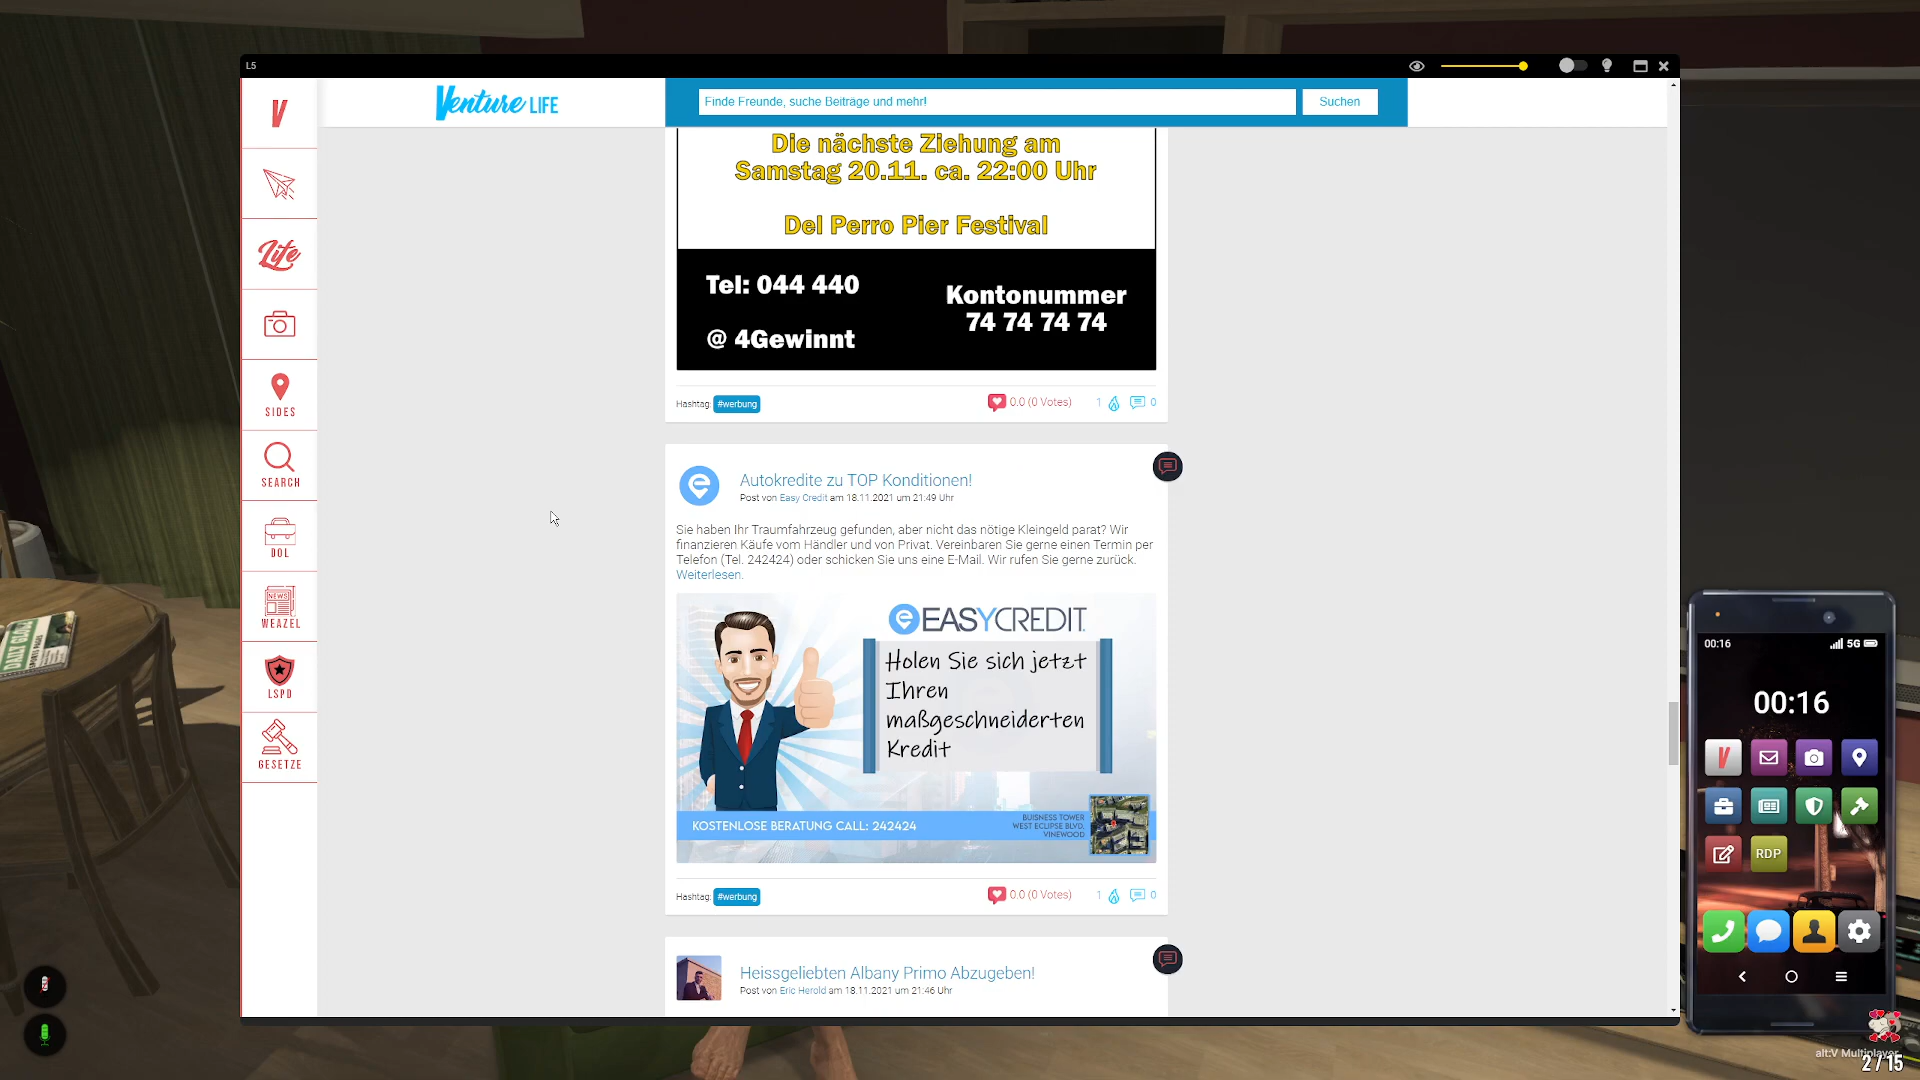 L5
Venture LIFE
Finde Freunde, suche Beiträge und mehr!
Suchen
Die nächste Ziehung am
Samstag 20.11. ca. 22:00 Uhr
Del Perro Pier Festival
Tel: 044 440
@ 4Gewinnt
Kontonummer
74 74 74 74
Hashtag: #werbung
0.0 (0 Votes)
1
0
Life
SIDES
SEARCH
DOL
NEWS
WEAZEL
LSPD
GESETZE
Autokredite zu TOP Konditionen!
Post von Easy Credit am 18.11.2021 um 21:49 Uhr
Sie haben Ihr Traumfahrzeug gefunden, aber nicht das nötige Kleingeld parat? Wir
finanzieren Käufe vom Händler und von Privat. Vereinbaren Sie gerne einen Termin per
Telefon (Tel. 242424) oder schicken Sie uns eine E-Mail. Wir rufen Sie gerne zurück.
Weiterlesen.
EASYCREDIT
Holen Sie sich jetzt
Ihren
maßgeschneiderten
Kredit
KOSTENLOSE BERATUNG CALL: 242424
BUISNESS TOWER
WEST ECLIPSE BLVD,
VINEWOOD
Hashtag: #werbung
0.0 (0 Votes)
1
0
Heissgeliebten Albany Primo Abzugeben!
Post von Eric Herold am 18.11.2021 um 21:46 Uhr
00:16
5G
00:16
RDP
alt:V Multiplayer
2 / 15